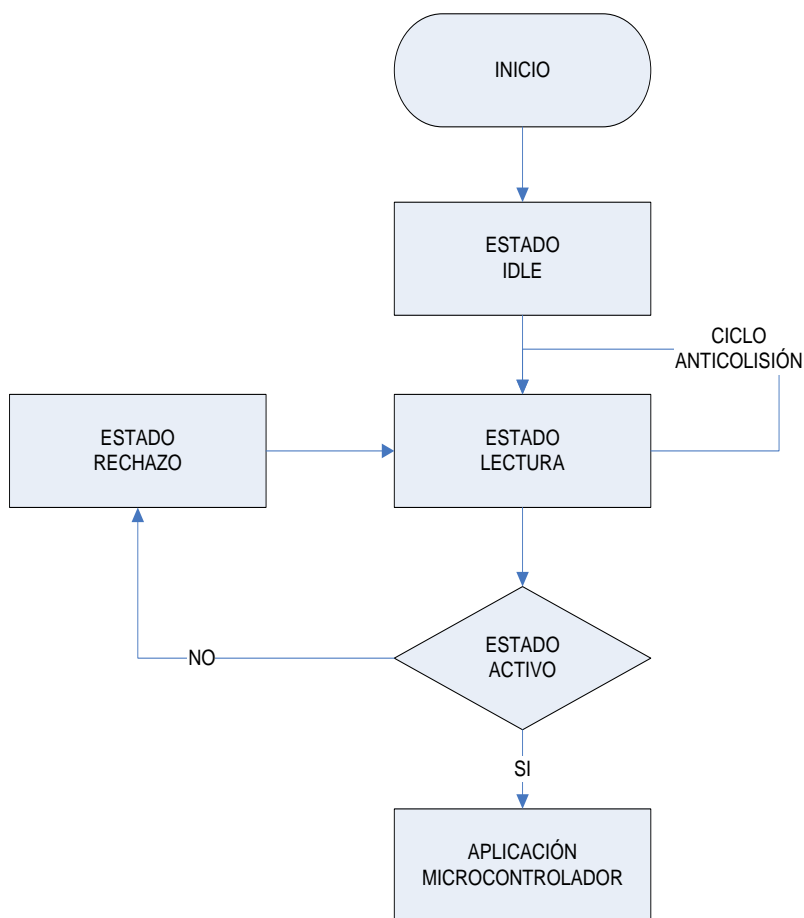 INICIO
ESTADO
IDLE
CICLO
ANTICOLISIÓN
ESTADO
RECHAZO
ESTADO
LECTURA
ESTADO
ACTIVO
NO
SI
APLICACIÓN
MICROCONTROLADOR